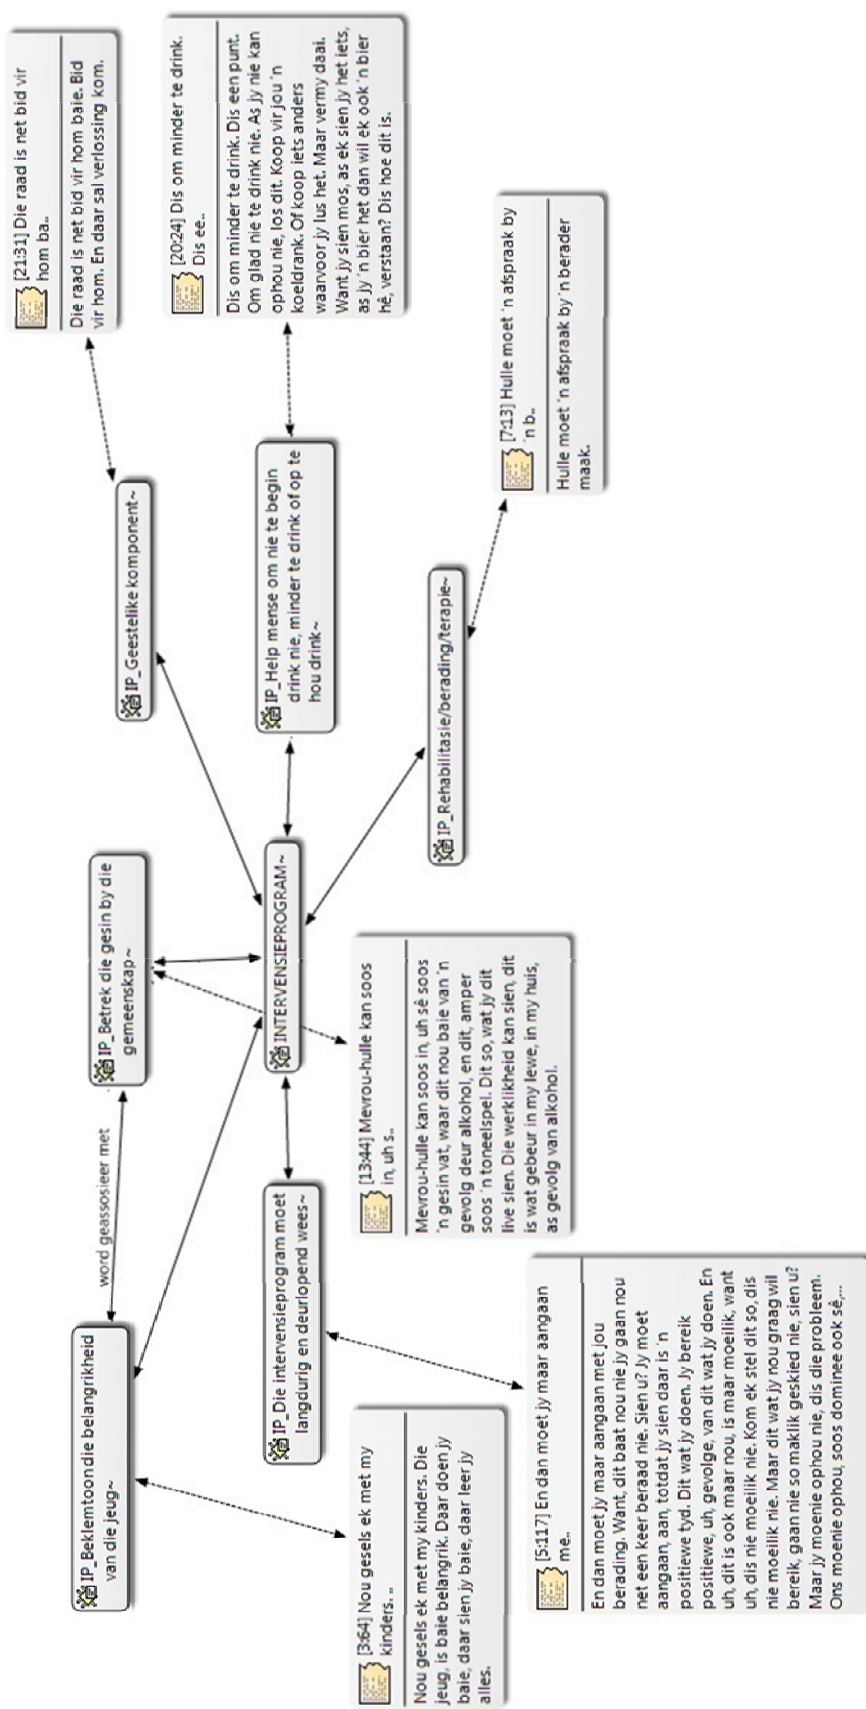 IP_Beklemtoon die belangrikheid
van die jeug~
word geassosieer met
IP_Betrek die gesin by die
gemeenskap~
IP_Geestelike komponent~
[21:31] Die raad is net bid vir
hom ba..
Die raad is net bid vir hom baie. Bid
vir hom. En daar sal verlossing kom.
IP_Die intervensieprogram moet
langdurig en deurlopend wees~
INTERVENSIEPROGRAM~
IP_Help mense om nie te begin
drink nie, minder te drink of op te
hou drink~
[20:24] Dis om minder te drink.
Dis ee..
Dis om minder te drink. Dis een punt.
Om glad nie te drink nie. As jy nie kan
ophou nie, los dit. Koop vir jou 'n
koeldrank. Of koop iets anders
waarvoor jy lus het. Maar vermy daai.
Want jy sien mos, as ek sien jy het iets,
as jy 'n bier het dan wil ek ook 'n bier
hê, verstaan? Dis hoe dit is.
[3:64] Nou gesels ek met my
kinders. ..
Nou gesels ek met my kinders. Die
jeug, is baie belangrik. Daar doen jy
baie, daar sien jy baie, daar leer jy
alles.
[13:44] Mevrou-hulle kan soos
in, uh s..
Mevrou-hulle kan soos in, uh sê soos
'n gesin vat, waar dit nou baie van 'n
gevolg deur alkohol, en dit, amper
soos 'n toneelspel. Dit so, wat jy dit
live sien. Die werklikheid kan sien, dit
is wat gebeur in my lewe, in my huis,
as gevolg van alkohol.
IP_Rehabilitasie/berading/terapie~
[7:13] Hulle moet 'n afspraak by
'n b..
Hulle moet 'n afspraak by 'n berader
maak.
[5:117] En dan moet jy maar aangaan
me..
En dan moet jy maar aangaan met jou
berading. Want, dit baat nou nie jy gaan nou
net een keer beraad nie. Sien u? Jy moet
aangaan, aan, totdat jy sien daar is 'n
positiewe tyd. Dit wat jy doen. Jy bereik
positiewe, uh, gevolge, van dit wat jy doen. En
uh, dit is ook maar nou, is maar moeilik, want
uh, dis nie moeilik nie. Kom ek stel dit so, dis
nie moeilik nie. Maar dit wat jy nou graag wil
bereik, gaan nie so maklik geskied nie, sien u?
Maar jy moenie ophou nie, dis die probleem.
Ons moenie ophou, soos dominee ook sê,...